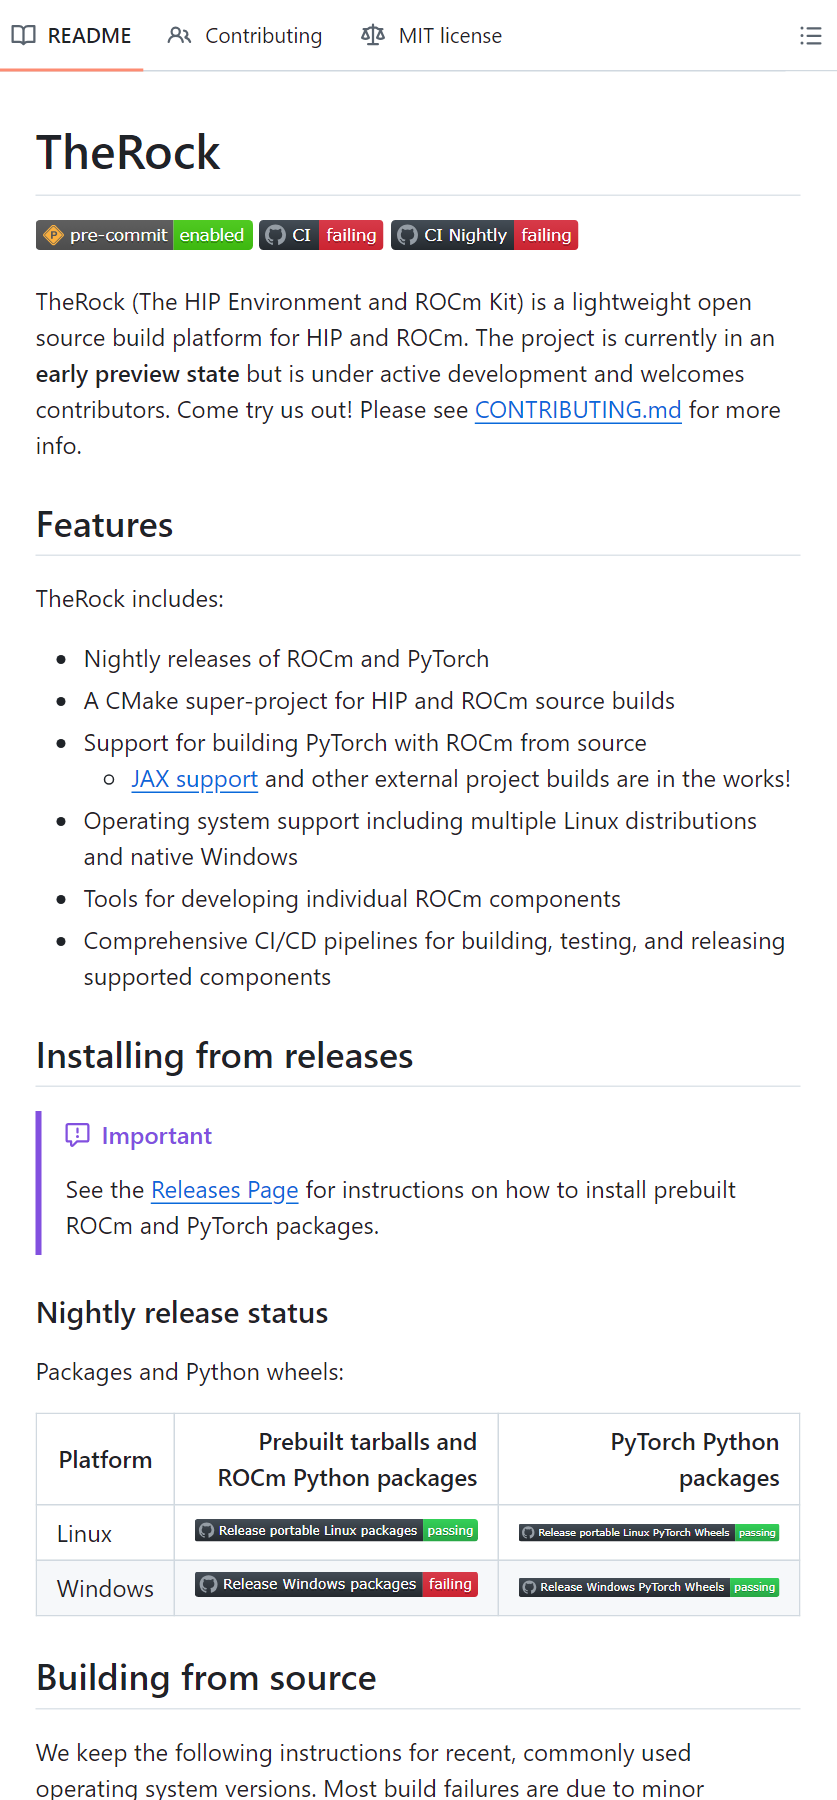 README Contributing MIT license
TheRock
pre-commit enabled CI failing CI Nightly failing
TheRock (The HIP Environment and ROCm Kit) is a lightweight open
source build platform for HIP and ROCm. The project is currently in an
early preview state but is under active development and welcomes
contributors. Come try us out! Please see CONTRIBUTING.md for more
info.
Features
TheRock includes:
Nightly releases of ROCm and PyTorch
A CMake super-project for HIP and ROCm source builds
Support for building PyTorch with ROCm from source
JAX support and other external project builds are in the works!
Operating system support including multiple Linux distributions
and native Windows
Tools for developing individual ROCm components
Comprehensive CI/CD pipelines for building, testing, and releasing
supported components
Installing from releases
Important
See the Releases Page for instructions on how to install prebuilt
ROCm and PyTorch packages.
Nightly release status
Packages and Python wheels:
Platform
Prebuilt tarballs and
ROCm Python packages
PyTorch Python
packages
Linux
Release portable Linux packages passing
Release portable Linux PyTorch Wheels passing
Windows
Release Windows packages failing
Release Windows PyTorch Wheels passing
Building from source
We keep the following instructions for recent, commonly used
operating system versions. Most build failures are due to minor